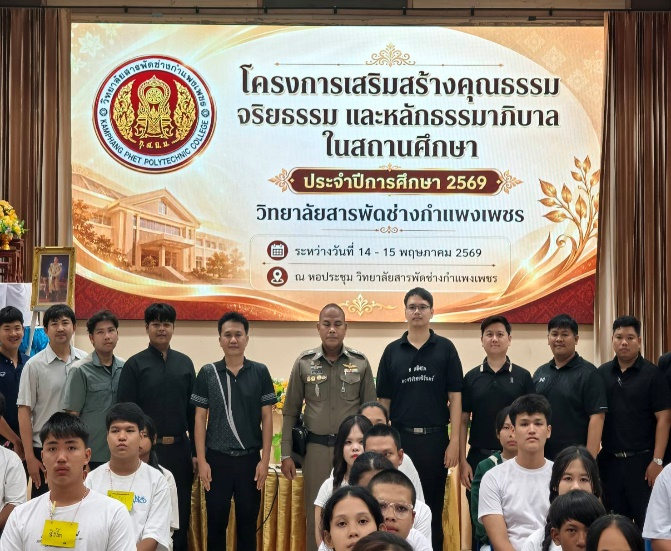 วิทยาลัยสารพัดช่างกำแพงเพชร
KAMPHANG PHET POLYTECHNIC COLLEGE
โครงการเสริมสร้างคุณธรรม
จริยธรรม และหลักธรรมาภิบาล
ในสถานศึกษา
ประจำปีการศึกษา 2569
วิทยาลัยสารพัดช่างกำแพงเพชร
ระหว่างวันที่ 14 - 15 พฤษภาคม 2569
ณ หอประชุม วิทยาลัยสารพัดช่างกำแพงเพชร